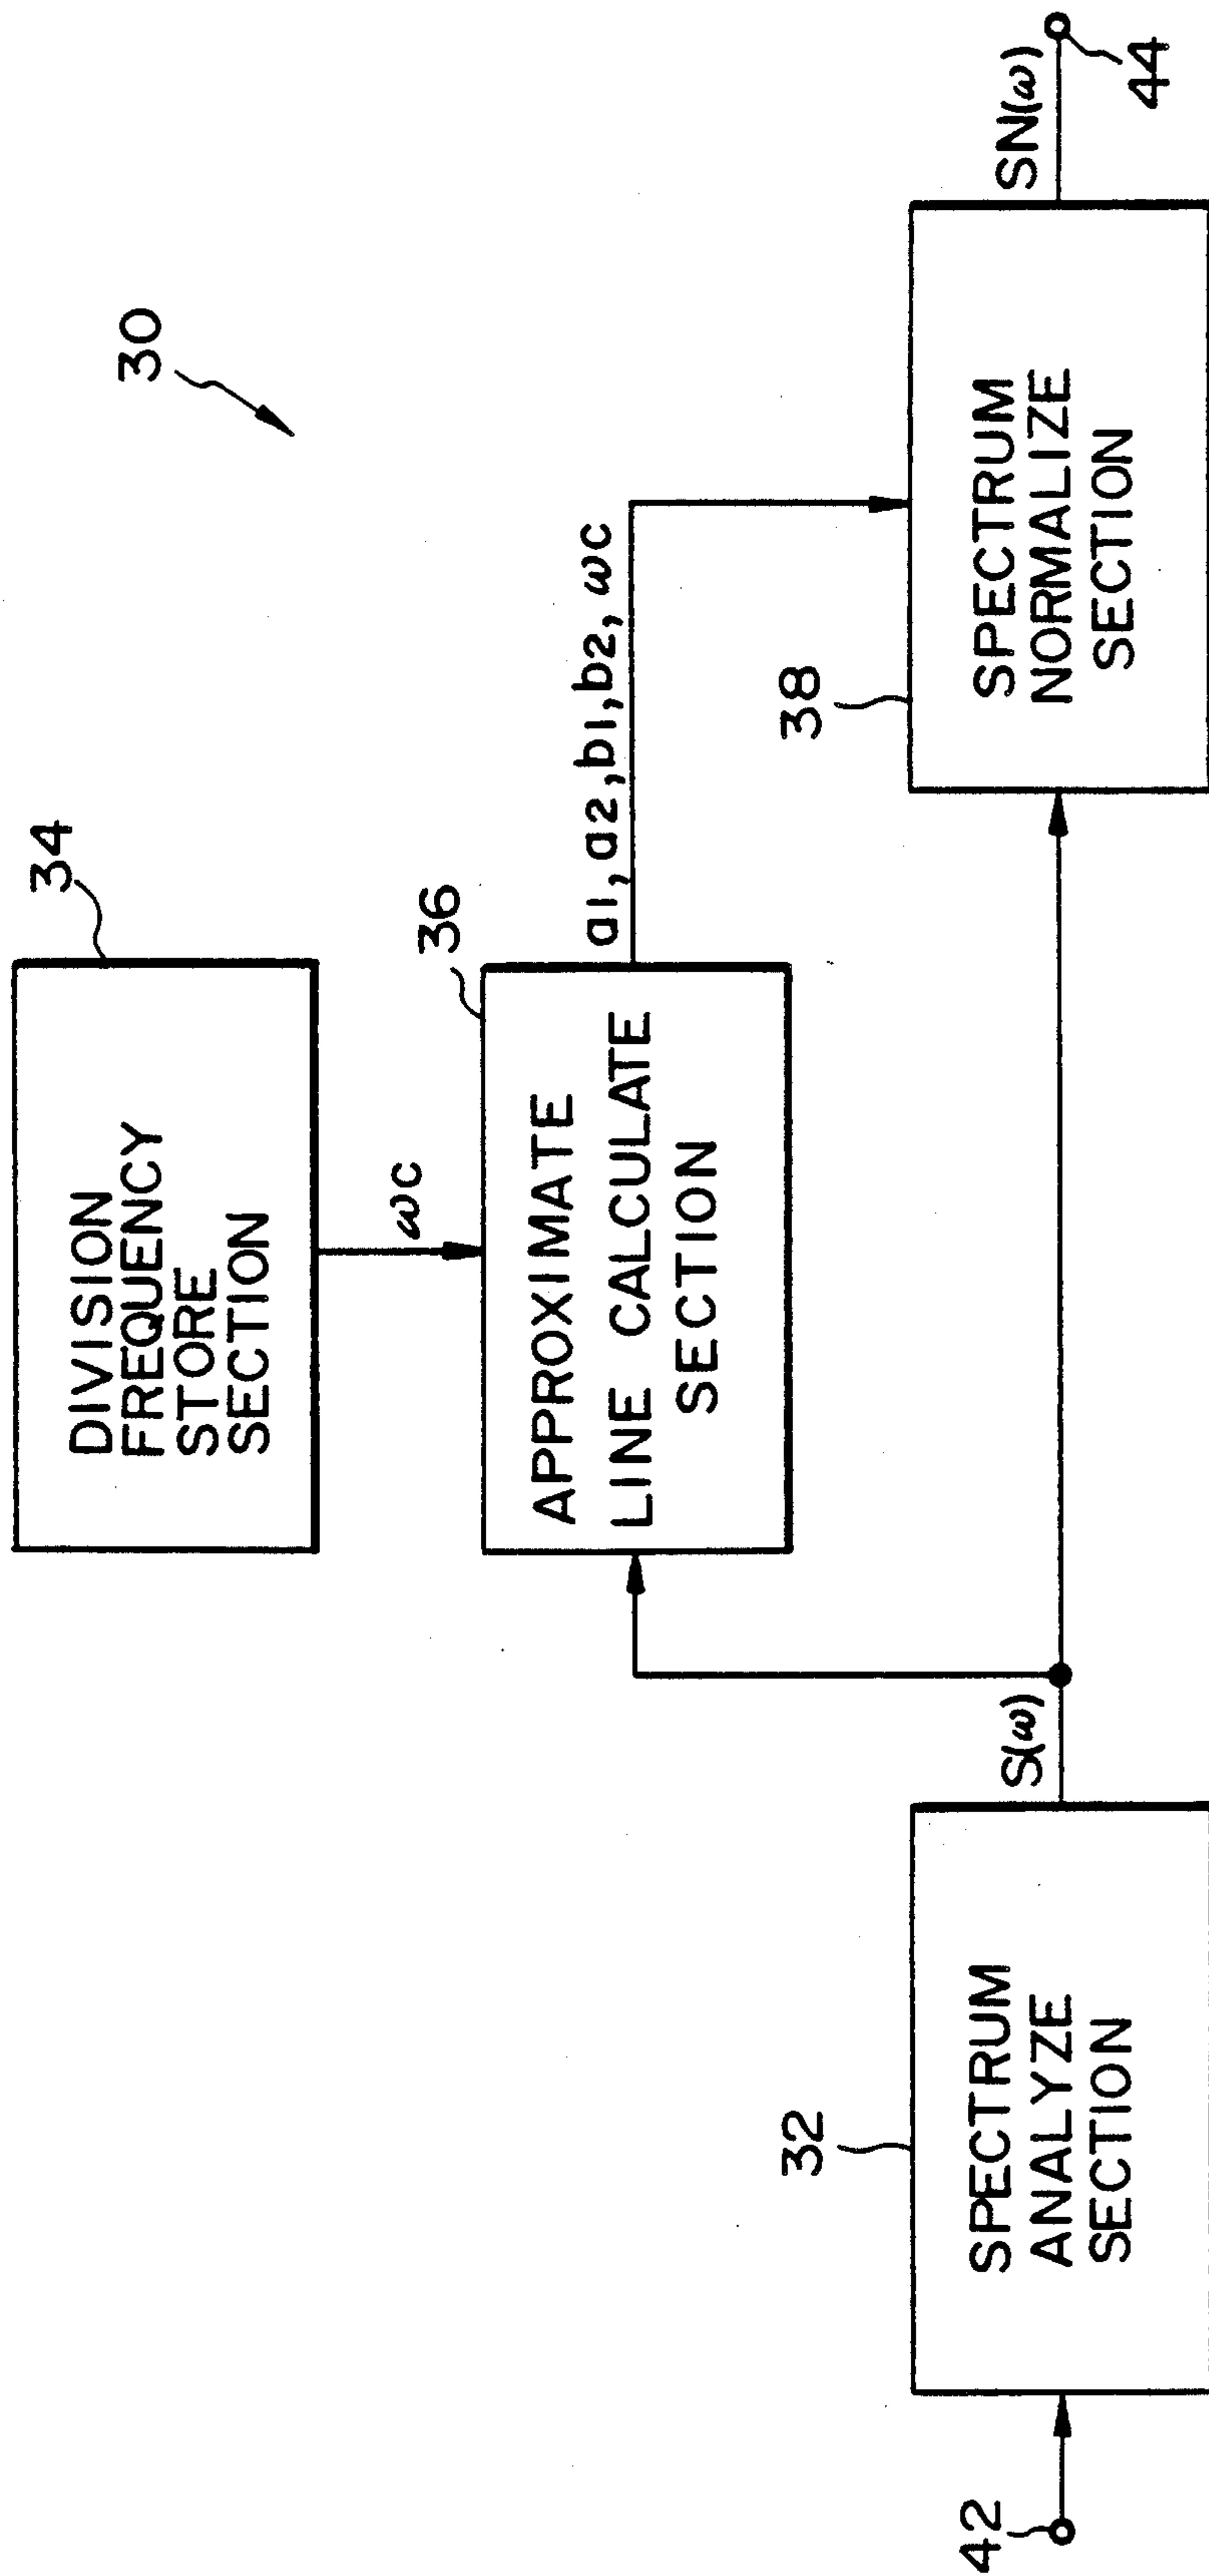 30
34
DIVISION
FREQUENCY
STORE
SECTION
ωc
36
APPROXIMATE
LINE CALCULATE
SECTION
a1, a2, b1, b2, ωc
42
32
SPECTRUM
ANALYZE
SECTION
S(ω)
38
SPECTRUM
NORMALIZE
SECTION
SN(ω)
44